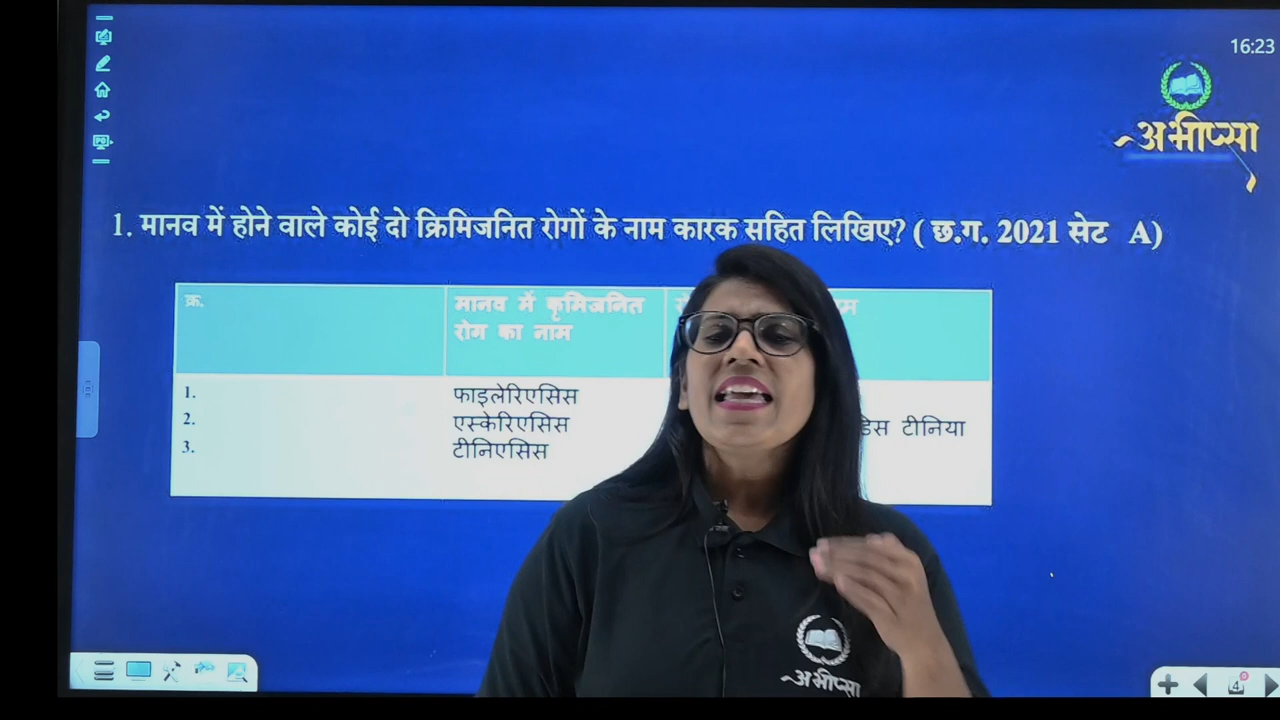 16:23
अभीप्सा
1. मानव में होने वाले कोई दो क्रिमिजनित रोगों के नाम कारक सहित लिखिए? ( छ.ग. 2021 सेट A)
क्र. मानव में कृमिजनित
रोग का नाम
1. फाइलेरिएसिस
2. एस्केरिएसिस टीनिया
3. टीनिएसिस
अभीप्सा
4